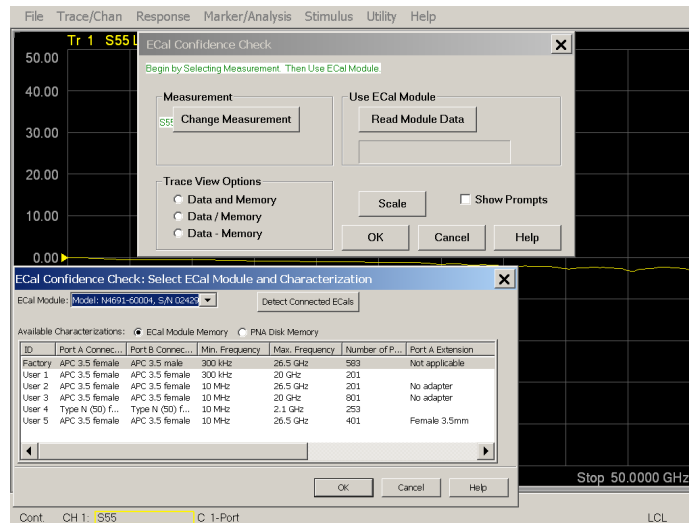 File Trace/Chan Response Marker/Analysis Stimulus Utility Help
Tr 1 S55 L
50.00
40.00
30.00
20.00
10.00
0.00
ECal Confidence Check
Begin by Selecting Measurement. Then Use ECal Module.
Measurement
S55
Change Measurement
Use ECal Module
Read Module Data
Trace View Options
Data and Memory
Data / Memory
Data - Memory
Scale
Show Prompts
OK Cancel Help
ECal Confidence Check: Select ECal Module and Characterization
ECal Module: Model: N4691-60004, S/N 02429
Detect Connected ECals
Available Characterizations: ECal Module Memory PNA Disk Memory
ID Port A Connec... Port B Connec... Min. Frequency Max. Frequency Number of P... Port A Extension
Factory APC 3.5 female APC 3.5 male 300 kHz 26.5 GHz 583 Not applicable
User 1 APC 3.5 female APC 3.5 female 300 kHz 20 GHz 201
User 2 APC 3.5 female APC 3.5 female 10 MHz 26.5 GHz 201 No adapter
User 3 APC 3.5 female APC 3.5 female 10 MHz 20 GHz 801 No adapter
User 4 Type N (50) f... Type N (50) f... 10 MHz 2.1 GHz 253
User 5 APC 3.5 female APC 3.5 female 10 MHz 26.5 GHz 401 Female 3.5mm
OK Cancel Help
Stop 50.0000 GHz
Cont. CH 1: S55 C 1-Port LCL